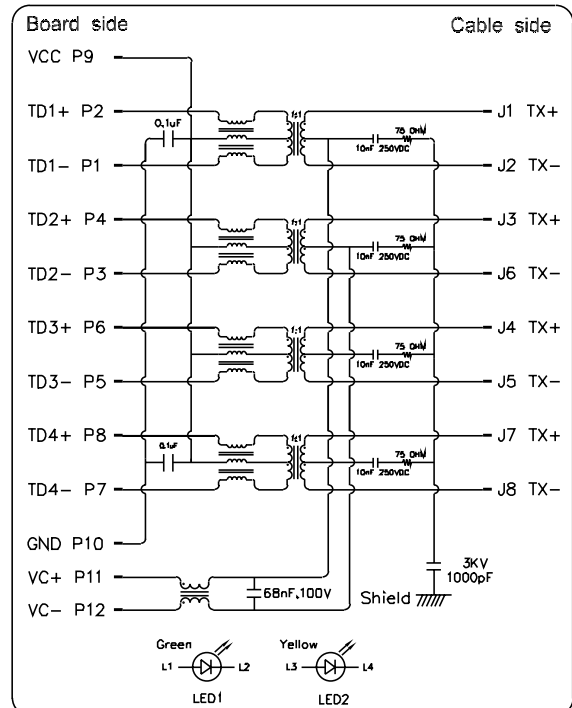 Board side
Cable side
VCC P9
TD1+ P2
0.1uF
1:1
75 OHM
J1 TX+
10nF 250VDC
TD1- P1
J2 TX-
TD2+ P4
1:1
75 OHM
J3 TX+
10nF 250VDC
TD2- P3
J6 TX-
TD3+ P6
1:1
75 OHM
J4 TX+
10nF 250VDC
TD3- P5
J5 TX-
TD4+ P8
0.1uF
1:1
75 OHM
J7 TX+
10nF 250VDC
TD4- P7
J8 TX-
GND P10
VC+ P11
68nF,100V
3KV
1000pF
VC- P12
Shield
Green
L1
L2
LED1
Yellow
L3
L4
LED2